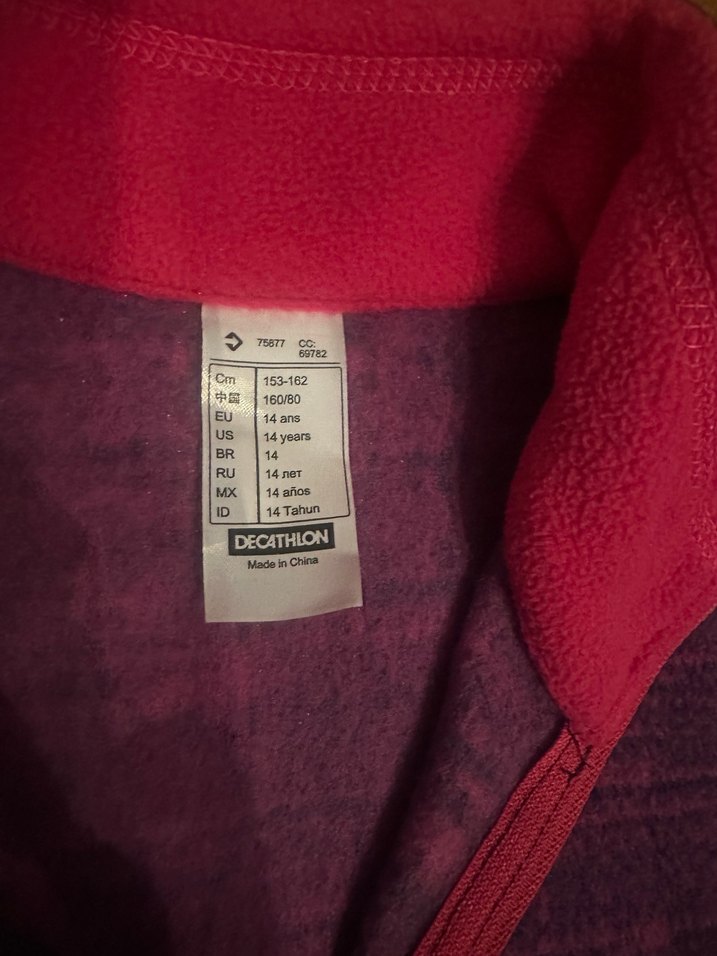 75877 CC:
69782
Cm 153-162
中国 160/80
EU 14 ans
US 14 years
BR 14
RU 14 лет
MX 14 años
ID 14 Tahun
DECATHLON
Made in China